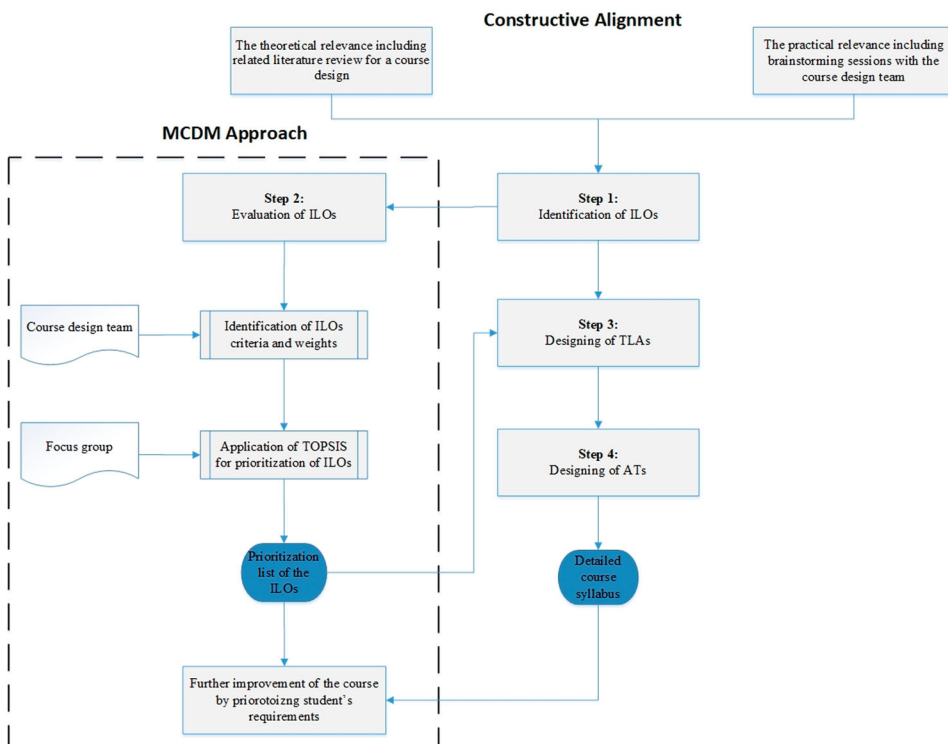 Constructive Alignment
The theoretical relevance including
related literature review for a course
design
The practical relevance including
brainstorming sessions with the
course design team
MCDM Approach
Step 2:
Evaluation of ILOs
Step 1:
Identification of ILOs
Course design team
Identification of ILOs
criteria and weights
Step 3:
Designing of TLAs
Focus group
Application of TOPSIS
for prioritization of ILOs
Step 4:
Designing of ATs
Prioritization
list of the
ILOs
Detailed
course
syllabus
Further improvement of the course
by priorotoizng student's
requirements